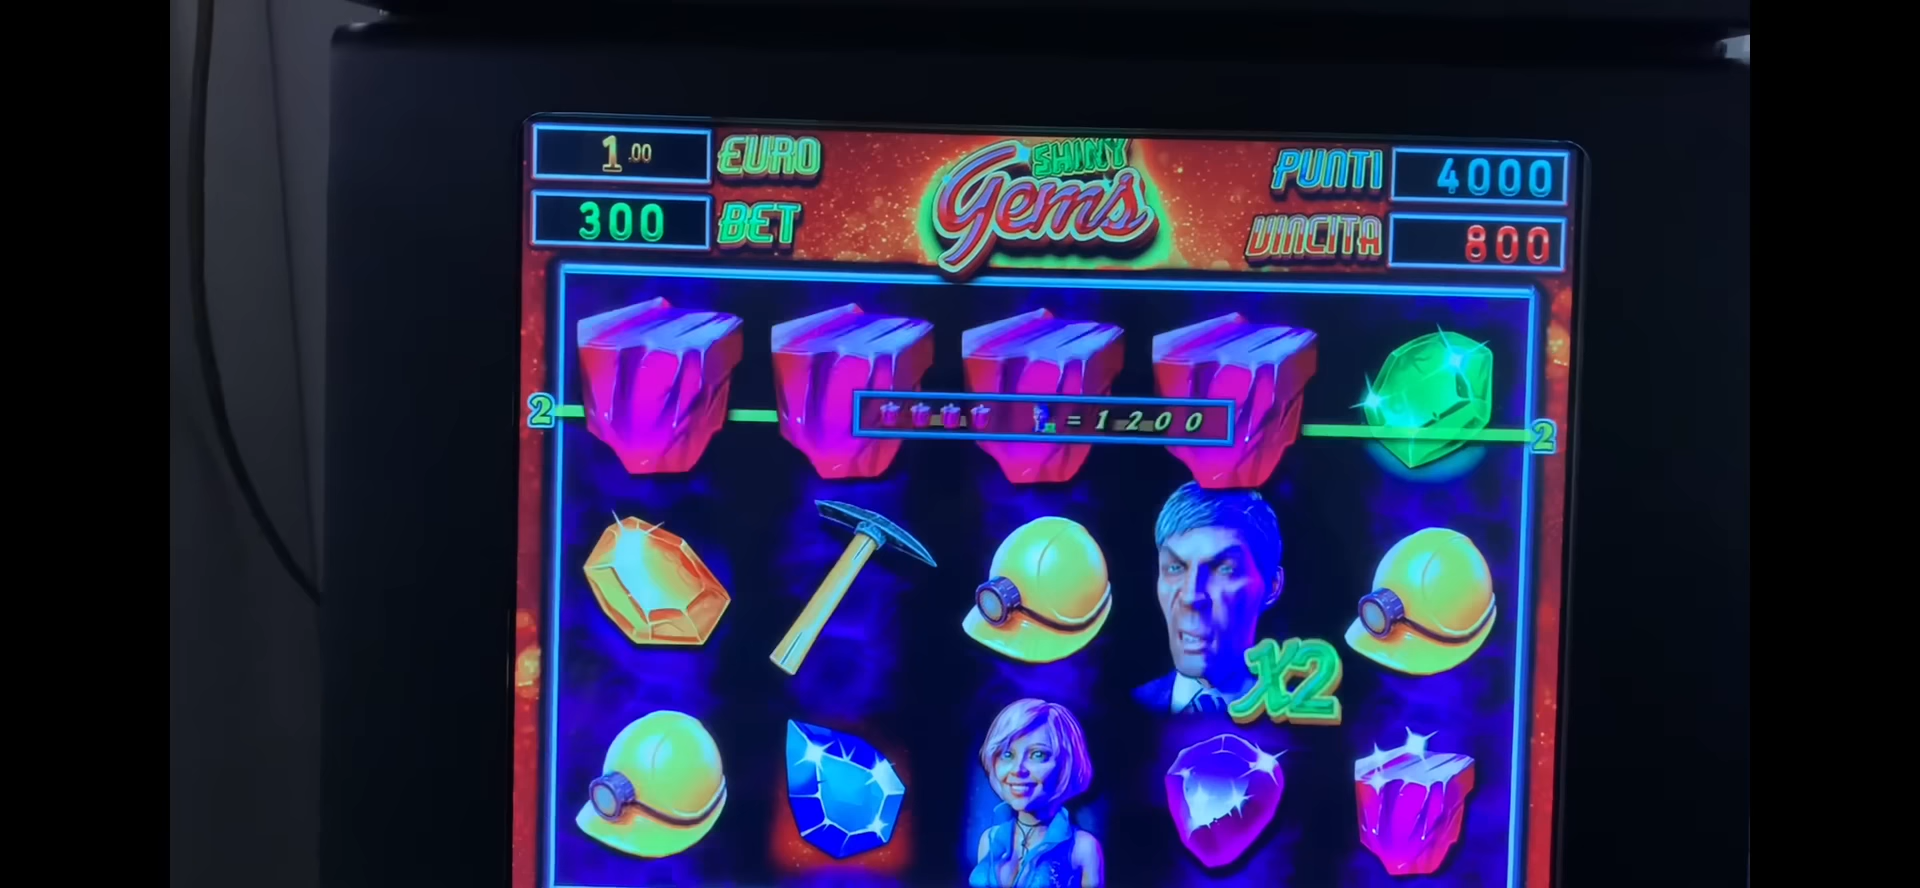 1.00 EURO
300 BET
SHINY
Gems
PUNTI 4000
VINCITA 800
2 = 1200 2
X2